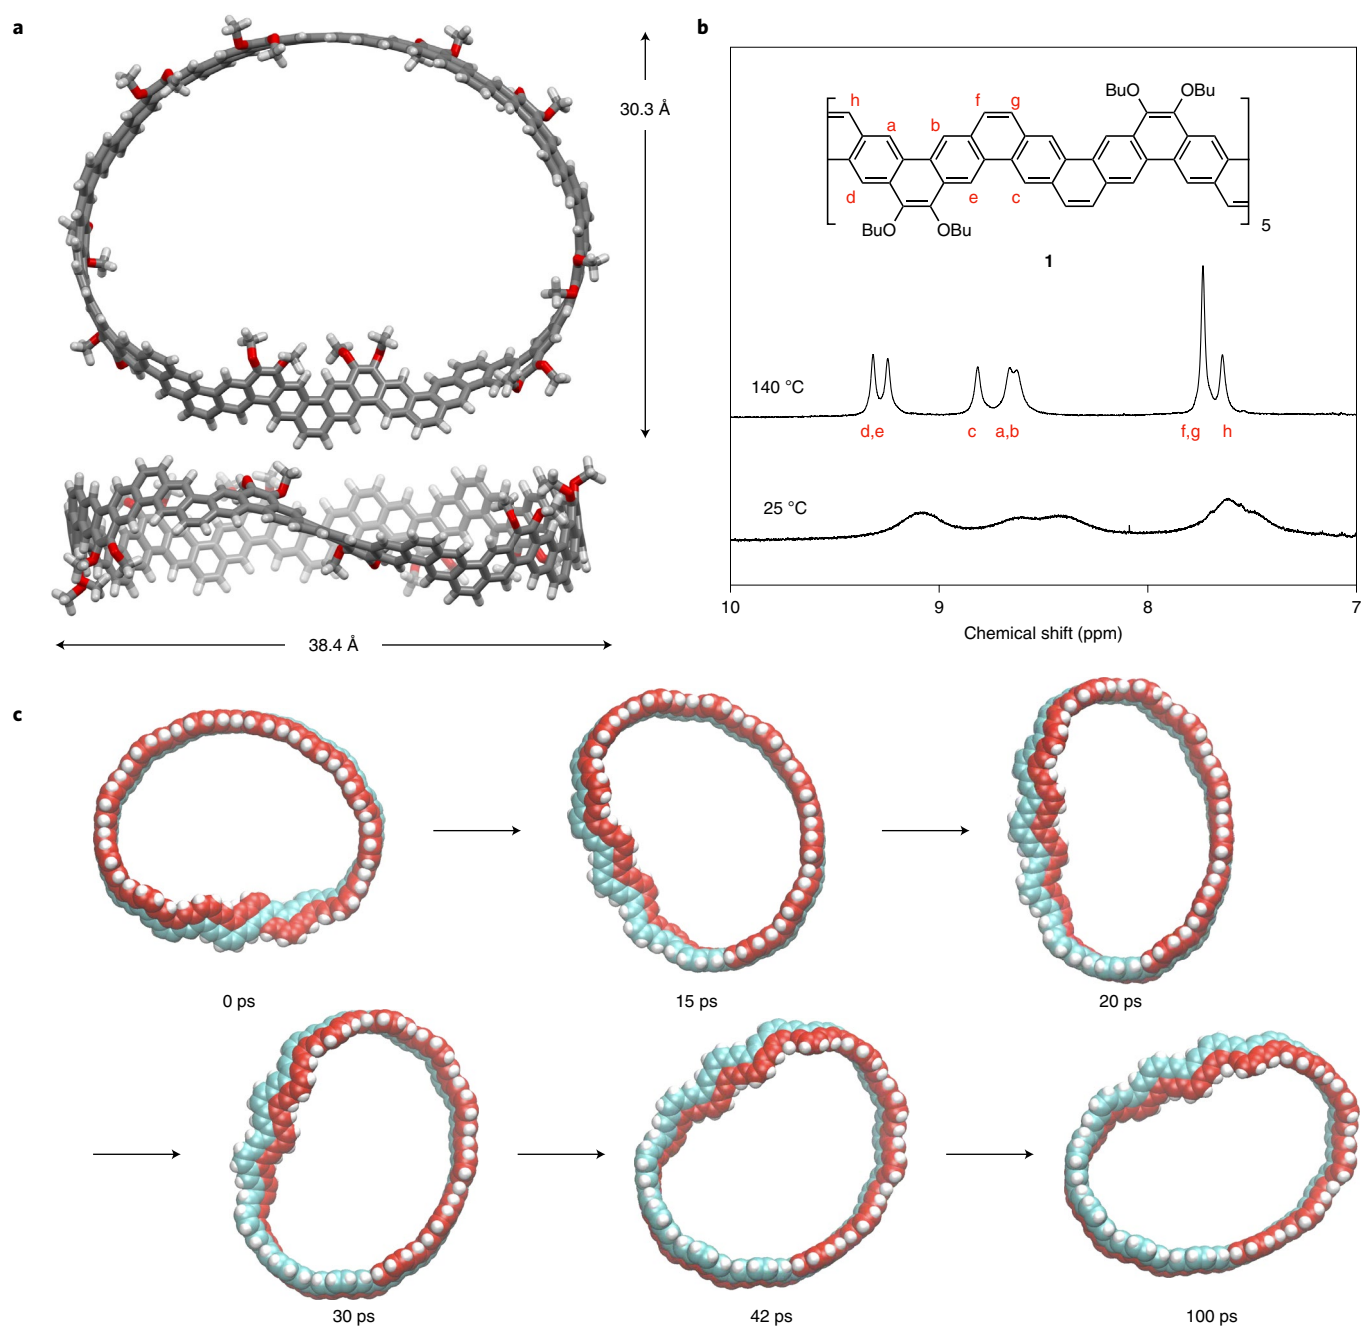 a
30.3 Å
38.4 Å
b
h
a
b
f
g
BuO
OBu
d
e
c
BuO
OBu
5
1
140 °C
d,e
c
a,b
f,g
h
25 °C
10
9
8
7
Chemical shift (ppm)
c
0 ps
15 ps
20 ps
30 ps
42 ps
100 ps